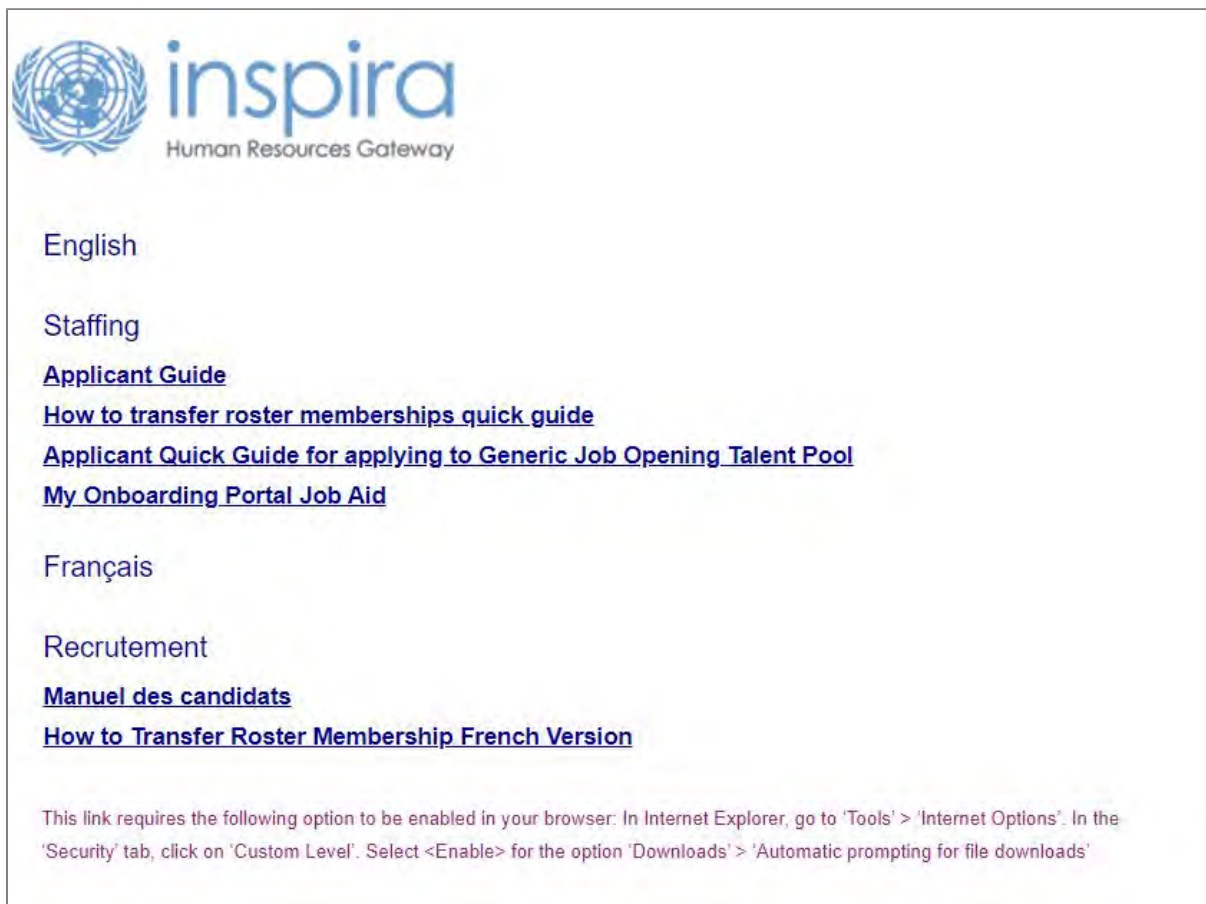 inspira
Human Resources Gateway
English
Staffing
Applicant Guide
How to transfer roster memberships quick guide
Applicant Quick Guide for applying to Generic Job Opening Talent Pool
My Onboarding Portal Job Aid
Français
Recrutement
Manuel des candidats
How to Transfer Roster Membership French Version
This link requires the following option to be enabled in your browser: In Internet Explorer, go to ‘Tools’ > ‘Internet Options’. In the
‘Security’ tab, click on ‘Custom Level’. Select <Enable> for the option ‘Downloads’ > ‘Automatic prompting for file downloads’